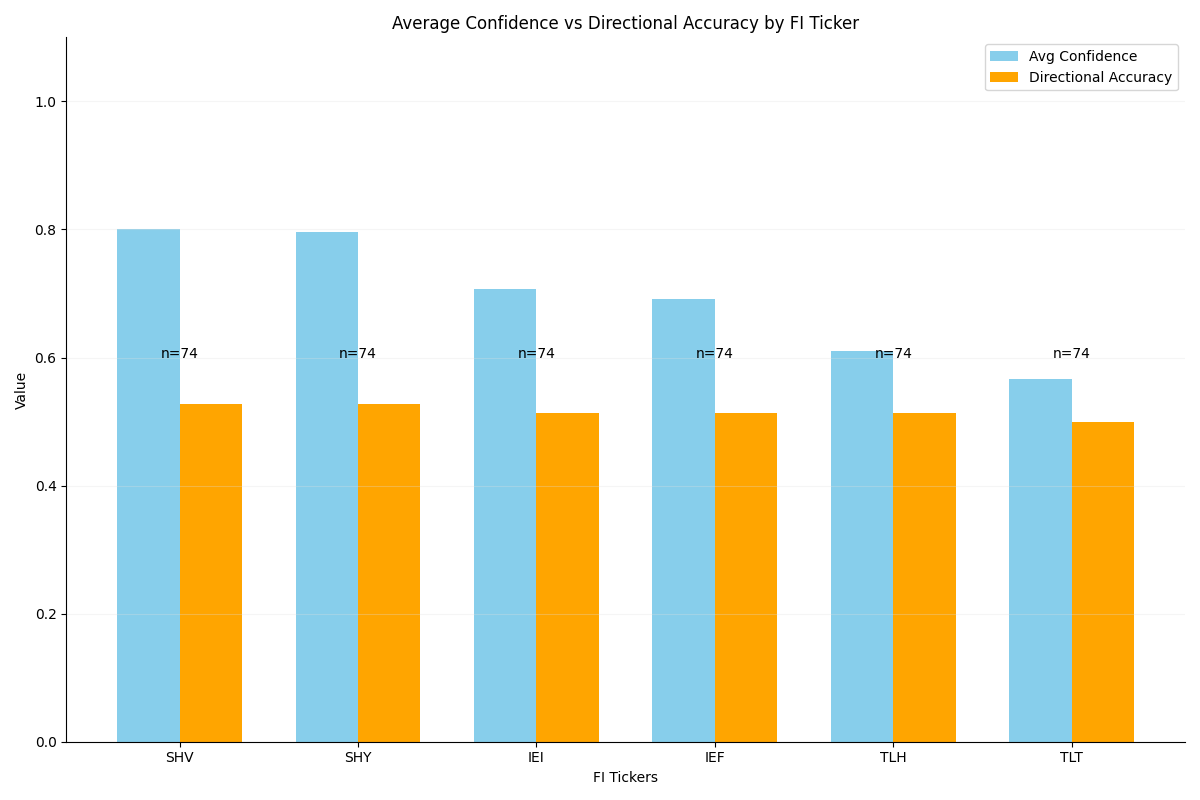 Average Confidence vs Directional Accuracy by FI Ticker
Avg Confidence
Directional Accuracy
Value
1.0
0.8
0.6
0.4
0.2
0.0
n=74 n=74 n=74 n=74 n=74 n=74
SHV SHY IEI IEF TLH TLT
FI Tickers